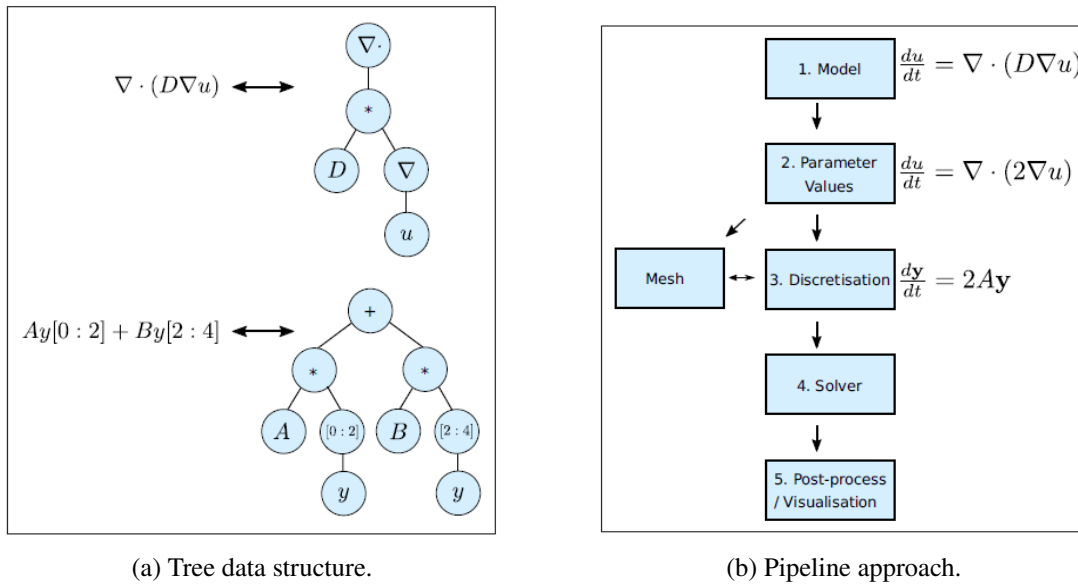 ∇ · (D∇u)
∇·
*
D
∇
u
Ay[0 : 2] + By[2 : 4]
+
*
*
A
[0 : 2]
B
[2 : 4]
y
y
(a) Tree data structure.
1. Model
du/dt = ∇ · (D∇u)
2. Parameter
Values
du/dt = ∇ · (2∇u)
Mesh
3. Discretisation
dy/dt = 2Ay
4. Solver
5. Post-process
/ Visualisation
(b) Pipeline approach.